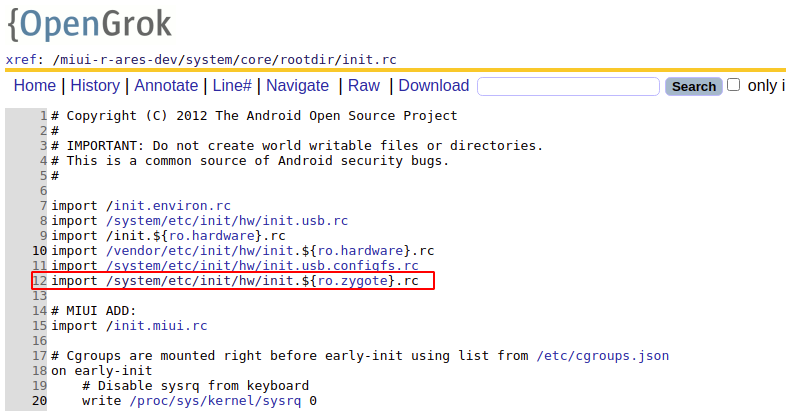 {OpenGrok
xref: /miui-r-ares-dev/system/core/rootdir/init.rc
Home | History | Annotate | Line# | Navigate | Raw | Download Search only i
1 # Copyright (C) 2012 The Android Open Source Project
2 #
3 # IMPORTANT: Do not create world writable files or directories.
4 # This is a common source of Android security bugs.
5 #
6
7 import /init.environ.rc
8 import /system/etc/init/hw/init.usb.rc
9 import /init.${ro.hardware}.rc
10 import /vendor/etc/init/hw/init.${ro.hardware}.rc
11 import /system/etc/init/hw/init.usb.configfs.rc
12 import /system/etc/init/hw/init.${ro.zygote}.rc
13
14 # MIUI ADD:
15 import /init.miui.rc
16
17 # Cgroups are mounted right before early-init using list from /etc/cgroups.json
18 on early-init
19     # Disable sysrq from keyboard
20     write /proc/sys/kernel/sysrq 0